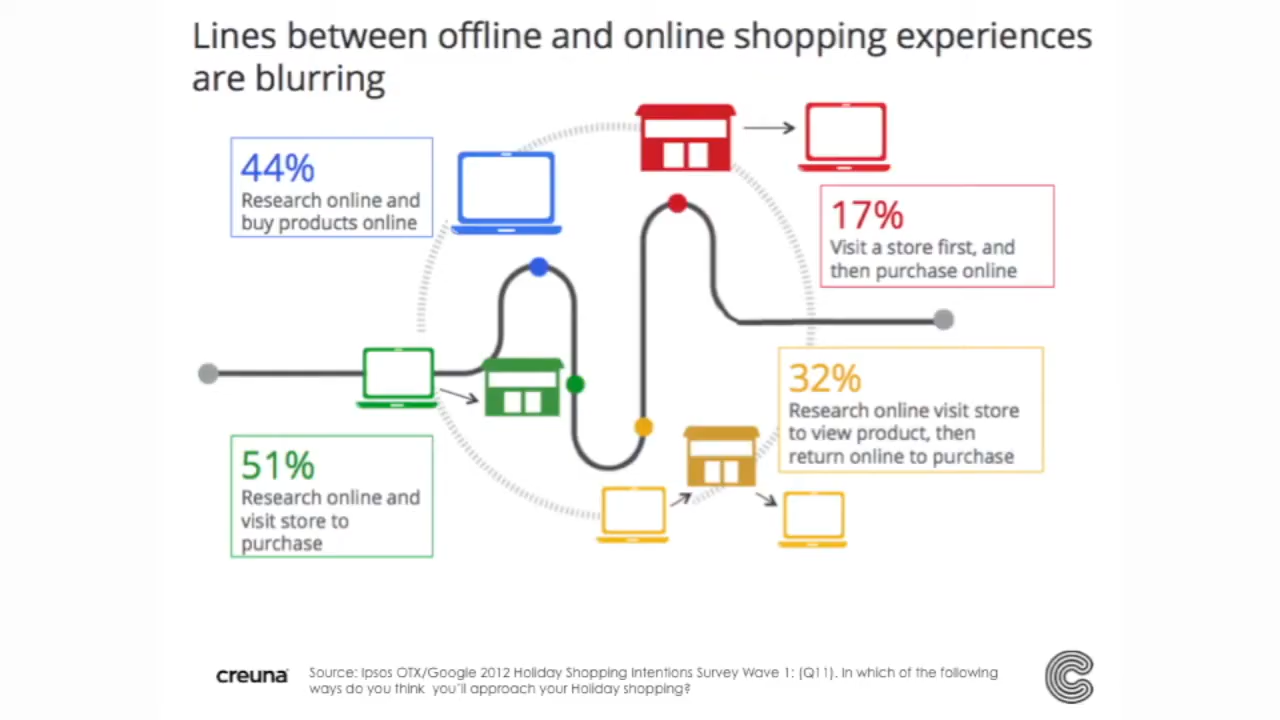 Lines between offline and online shopping experiences
are blurring
44%
Research online and
buy products online
17%
Visit a store first, and
then purchase online
32%
Research online visit store
to view product, then
return online to purchase
51%
Research online and
visit store to
purchase
creuna
Source: Ipsos OTX/Google 2012 Holiday Shopping Intentions Survey Wave 1: (Q11). In which of the following
ways do you think you'll approach your Holiday shopping?